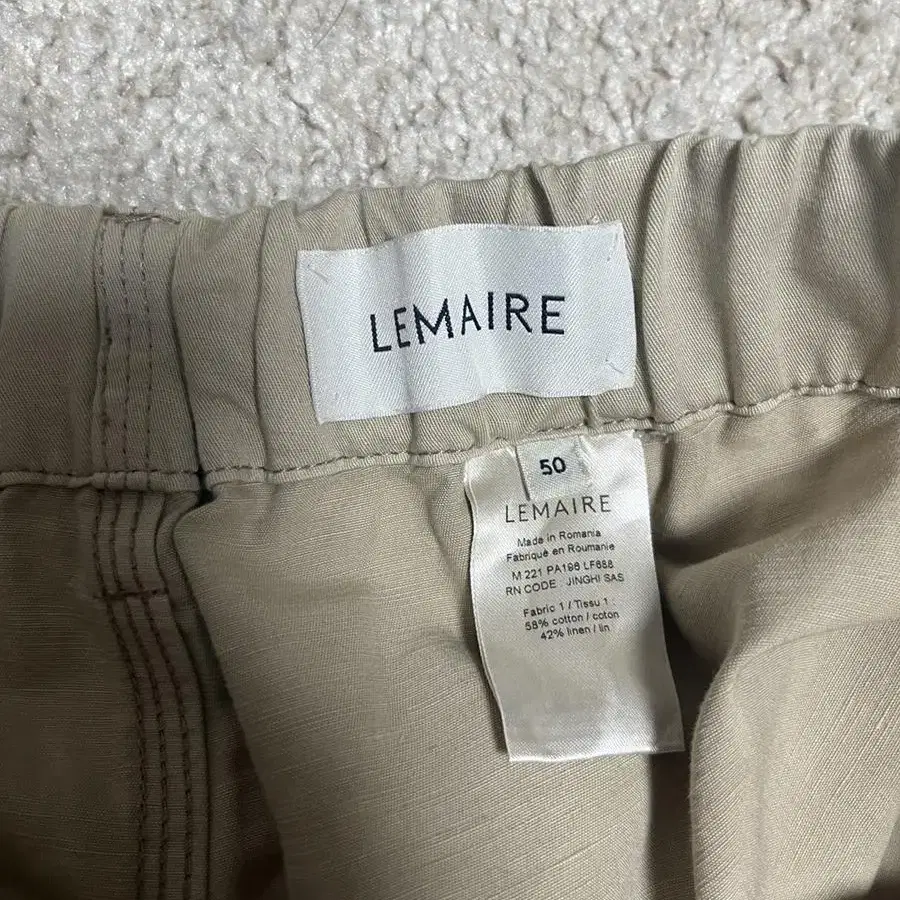 LEMAIRE
50
LEMAIRE
Made in Romania
Fabriqué en Roumanie
M 221 PA196 LF688
RN CODE : JINGHI SAS
Fabric 1 / Tissu 1 :
58% cotton / coton
42% linen / lin